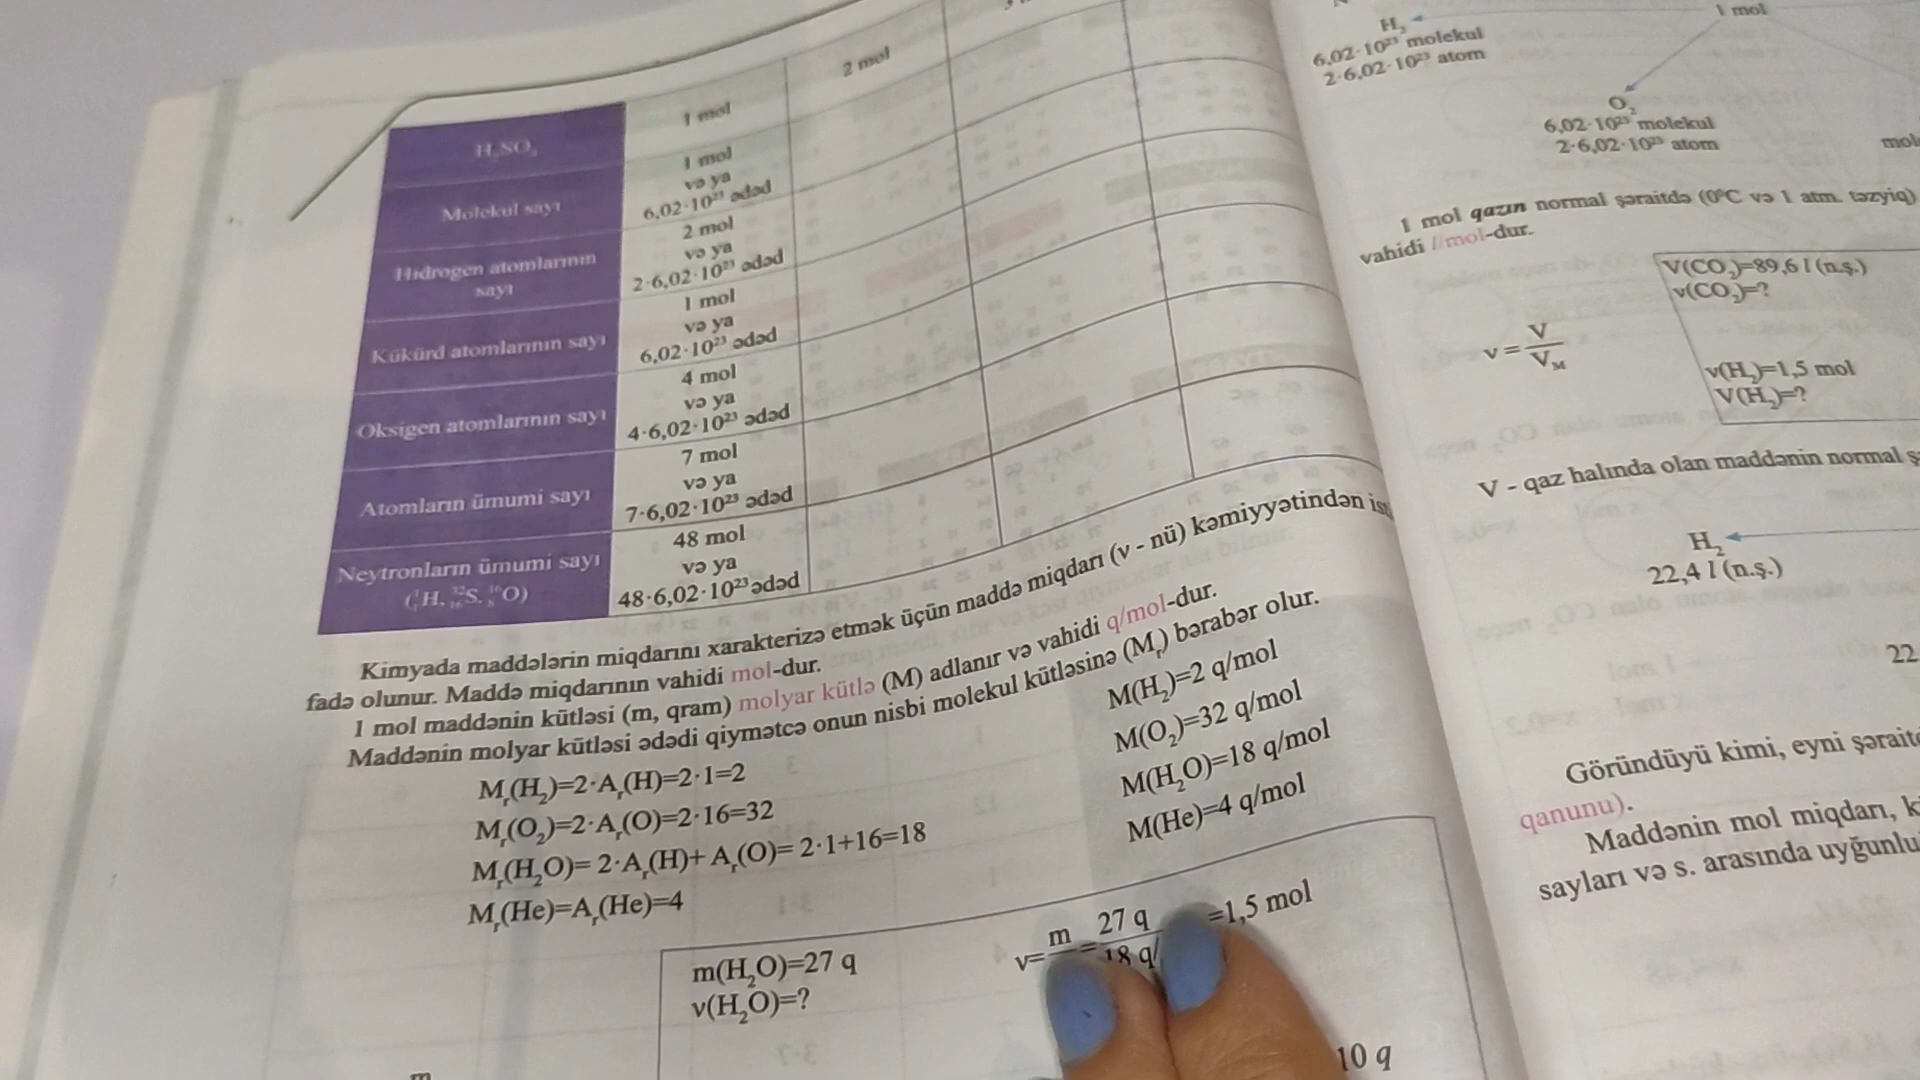 2 mol
H₂SO₄
1 mol
Molekul sayı
1 mol
və ya
6,02·10²³ ədəd
Hidrogen atomlarının
sayı
2 mol
və ya
2·6,02·10²³ ədəd
Kükürd atomlarının sayı
1 mol
və ya
6,02·10²³ ədəd
Oksigen atomlarının sayı
4 mol
və ya
4·6,02·10²³ ədəd
Atomların ümumi sayı
7 mol
və ya
7·6,02·10²³ ədəd
Neytronların ümumi sayı
(¹₁H, ³²₁₆S, ¹⁶₈O)
48 mol
və ya
48·6,02·10²³ ədəd
Kimyada maddələrin miqdarını xarakterizə etmək üçün maddə miqdarı (ν - nü) kəmiyyətindən isti
fadə olunur. Maddə miqdarının vahidi mol-dur.
1 mol maddənin kütləsi (m, qram) molyar kütlə (M) adlanır və vahidi q/mol-dur.
Maddənin molyar kütləsi ədədi qiymətcə onun nisbi molekul kütləsinə (Mᵣ) bərabər olur.
Mᵣ(H₂)=2·Aᵣ(H)=2·1=2
M(H₂)=2 q/mol
Mᵣ(O₂)=2·Aᵣ(O)=2·16=32
M(O₂)=32 q/mol
Mᵣ(H₂O)= 2·Aᵣ(H)+ Aᵣ(O)= 2·1+16=18
M(H₂O)=18 q/mol
Mᵣ(He)=Aᵣ(He)=4
M(He)=4 q/mol
m(H₂O)=27 q
ν(H₂O)=?
ν= m = 27 q =1,5 mol
18 q/
10 q
m
H₂
6,02·10²³ molekul
2·6,02·10²³ atom
1 mol
O₂
6,02·10²³ molekul
2·6,02·10²³ atom
mol
1 mol qazın normal şəraitdə (0⁰C və 1 atm. təzyiq)
vahidi l/mol-dur.
V(CO₂)=89,6 l (n.ş.)
ν(CO₂)=?
ν = V / V_M
ν(H₂)=1,5 mol
V(H₂)=?
V - qaz halında olan maddənin normal ş
H₂
22,4 l (n.ş.)
22
Göründüyü kimi, eyni şərait
qanunu).
Maddənin mol miqdarı, k
sayları və s. arasında uyğunlu